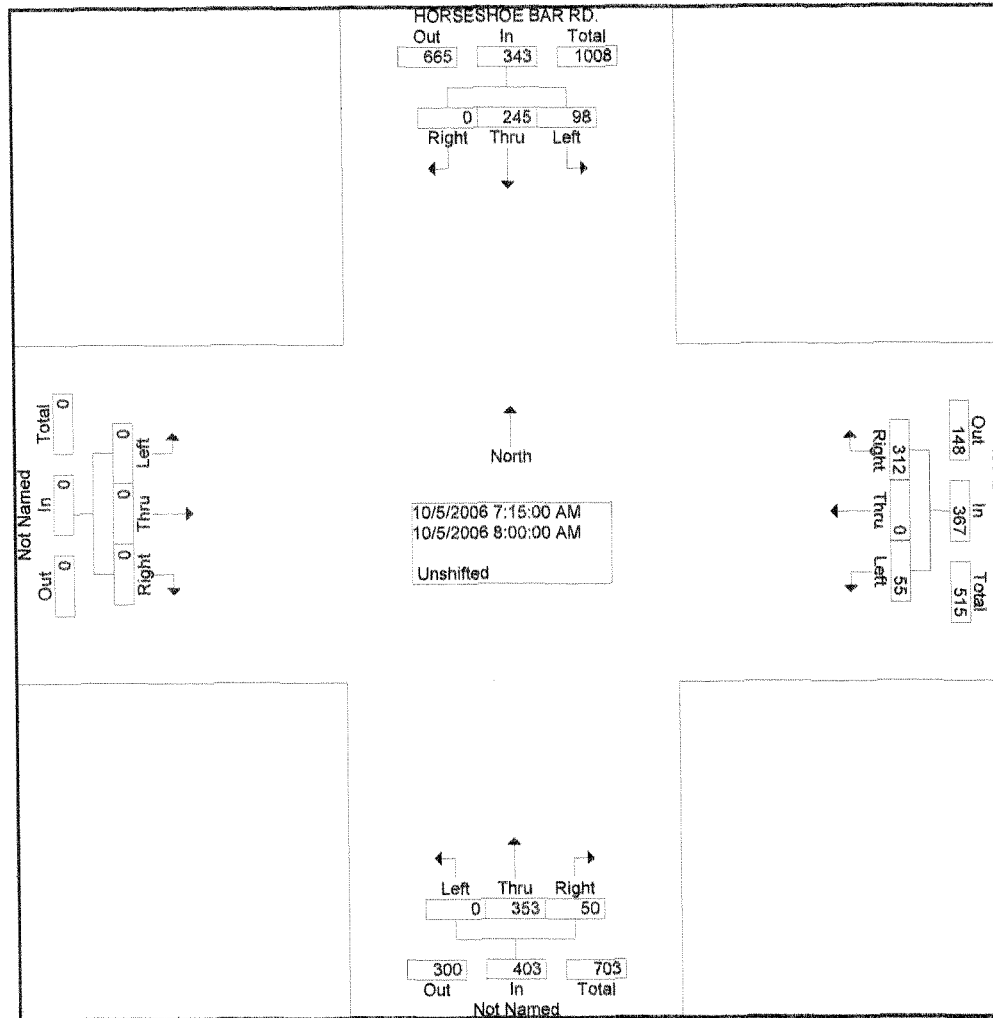 HORSESHOE BAR RD.
Out In Total
665 343 1008
0 245 98
Right Thru Left
Not Named
Total In Out
0 0 0
0 0 0
Left Thru Right
North
10/5/2006 7:15:00 AM
10/5/2006 8:00:00 AM
Unshifted
Out In Total
148 367 515
312 0 55
Right Thru Left
Left Thru Right
0 353 50
300 403 703
Out In Total
Not Named